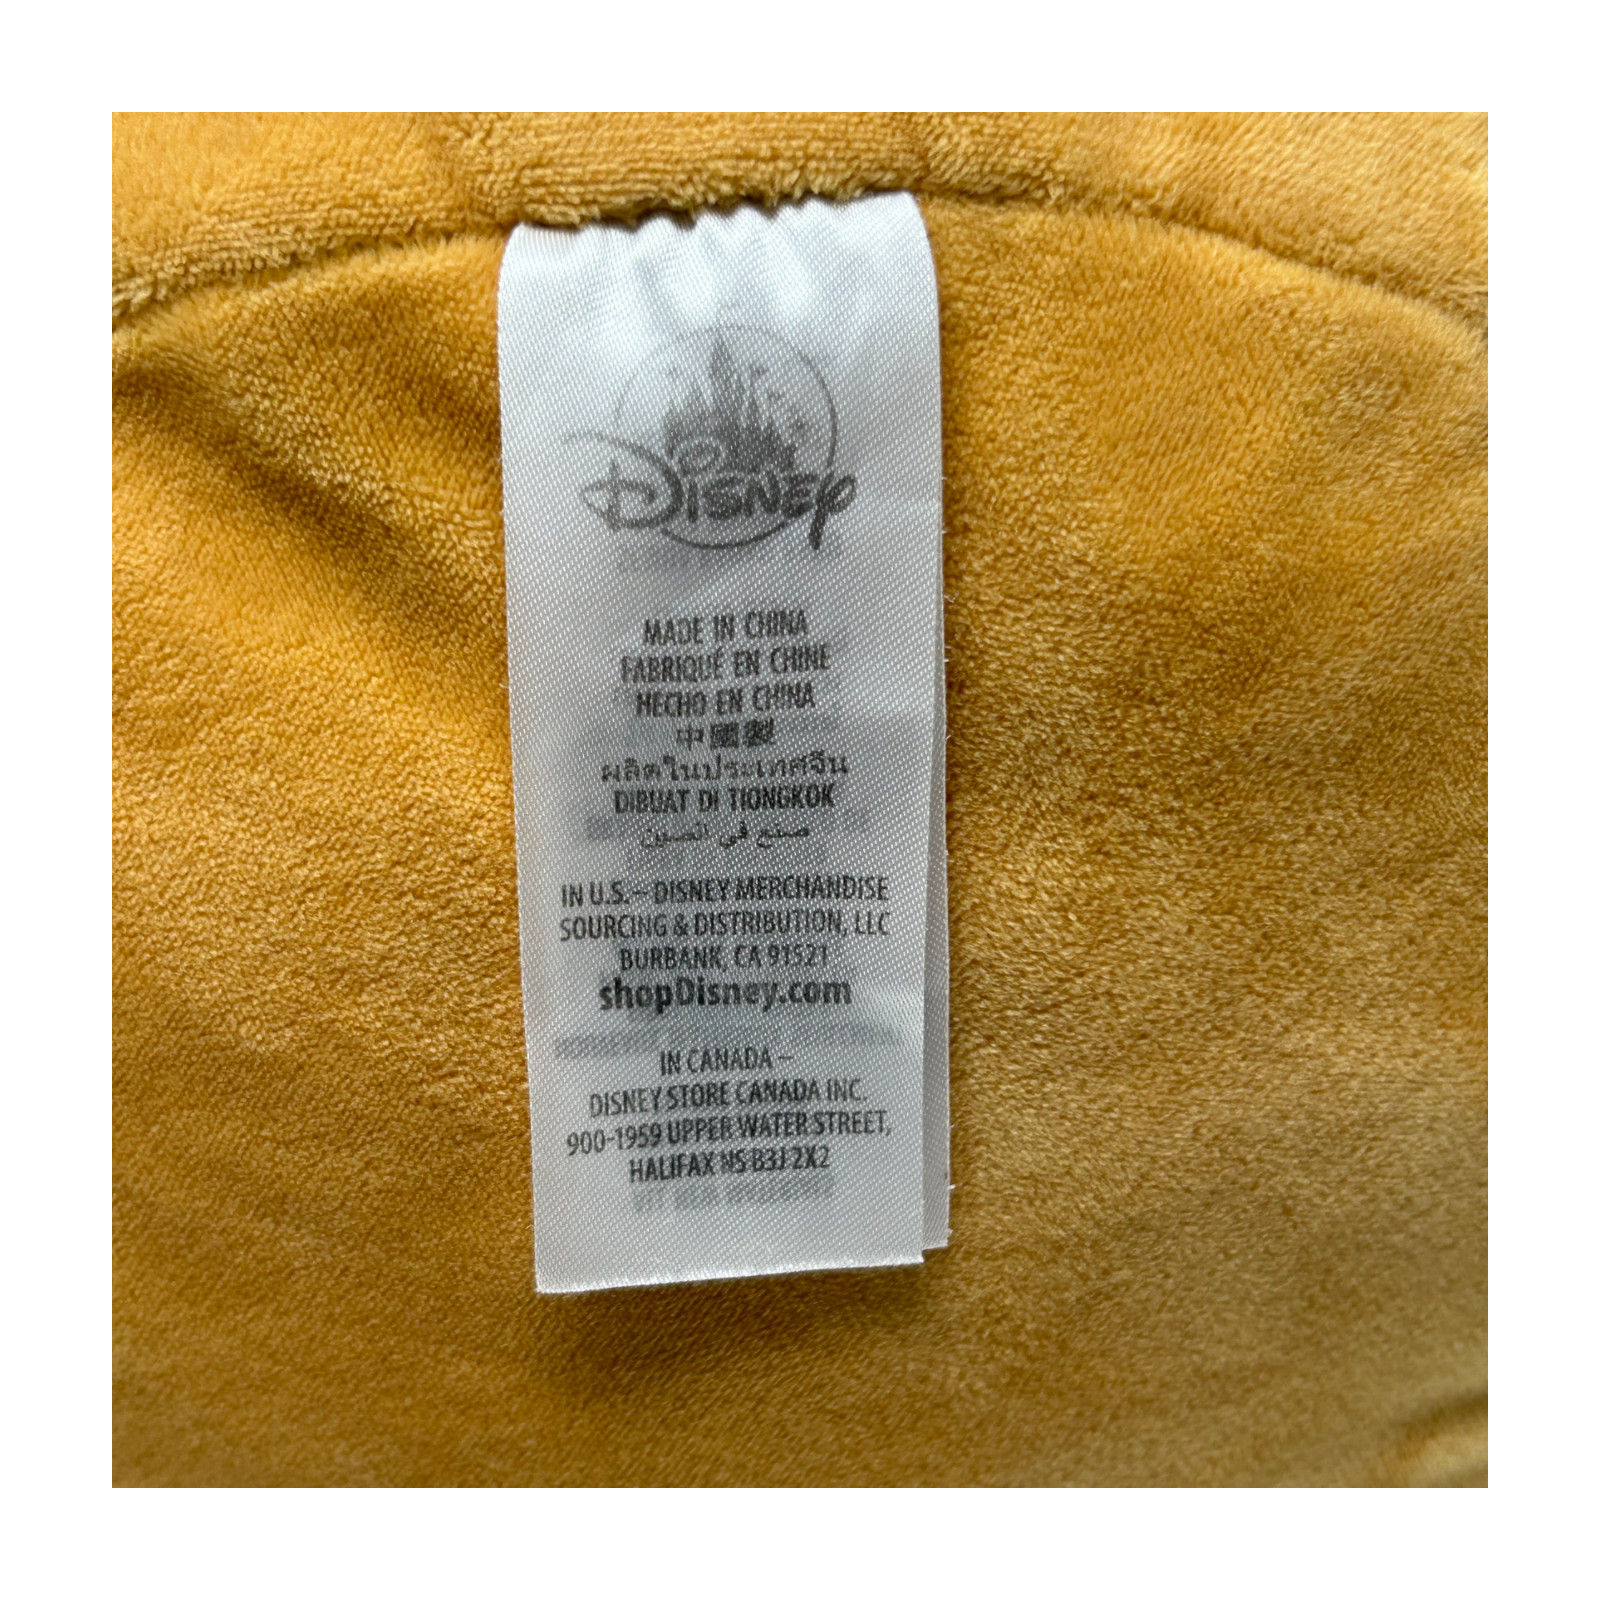 Disney
MADE IN CHINA
FABRIQUÉ EN CHINE
HECHO EN CHINA
中國製
ผลิตในประเทศจีน
DIBUAT DI TIONGKOK
صنع في الصين
IN U.S. – DISNEY MERCHANDISE
SOURCING & DISTRIBUTION, LLC
BURBANK, CA 91521
shopDisney.com
IN CANADA –
DISNEY STORE CANADA INC.
900-1959 UPPER WATER STREET,
HALIFAX NS B3J 2X2